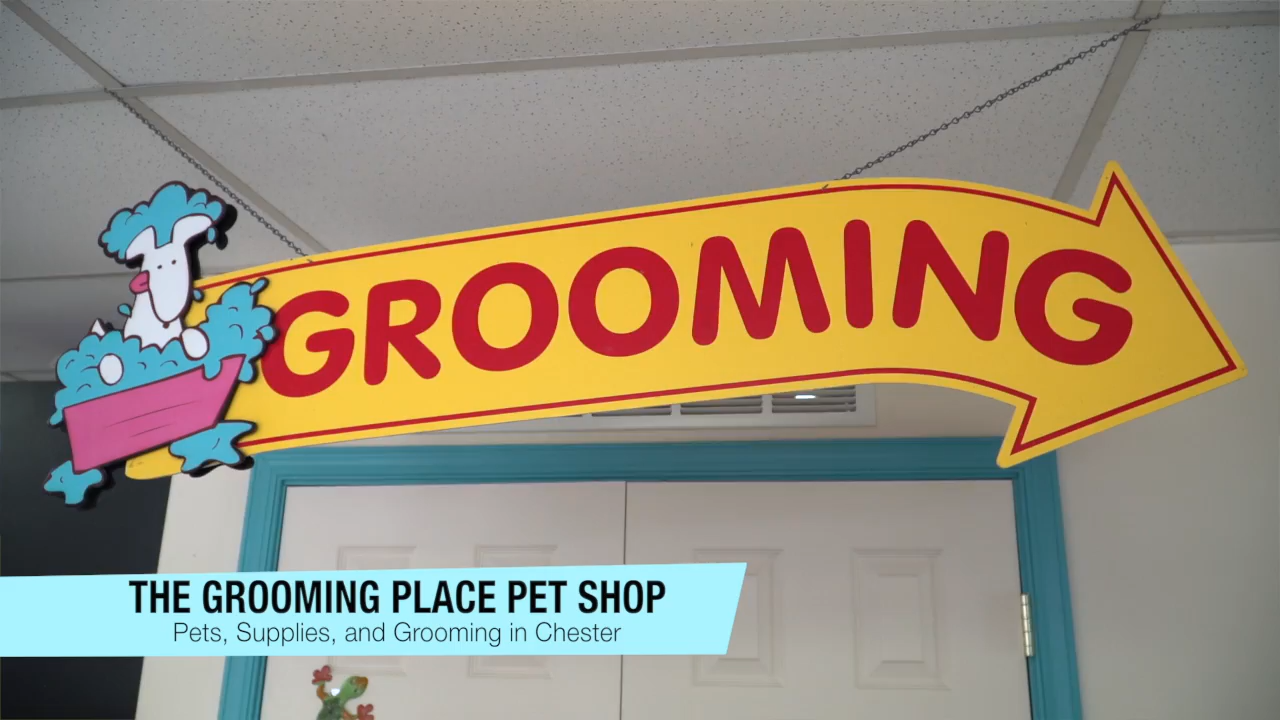 GROOMING
THE GROOMING PLACE PET SHOP
Pets, Supplies, and Grooming in Chester